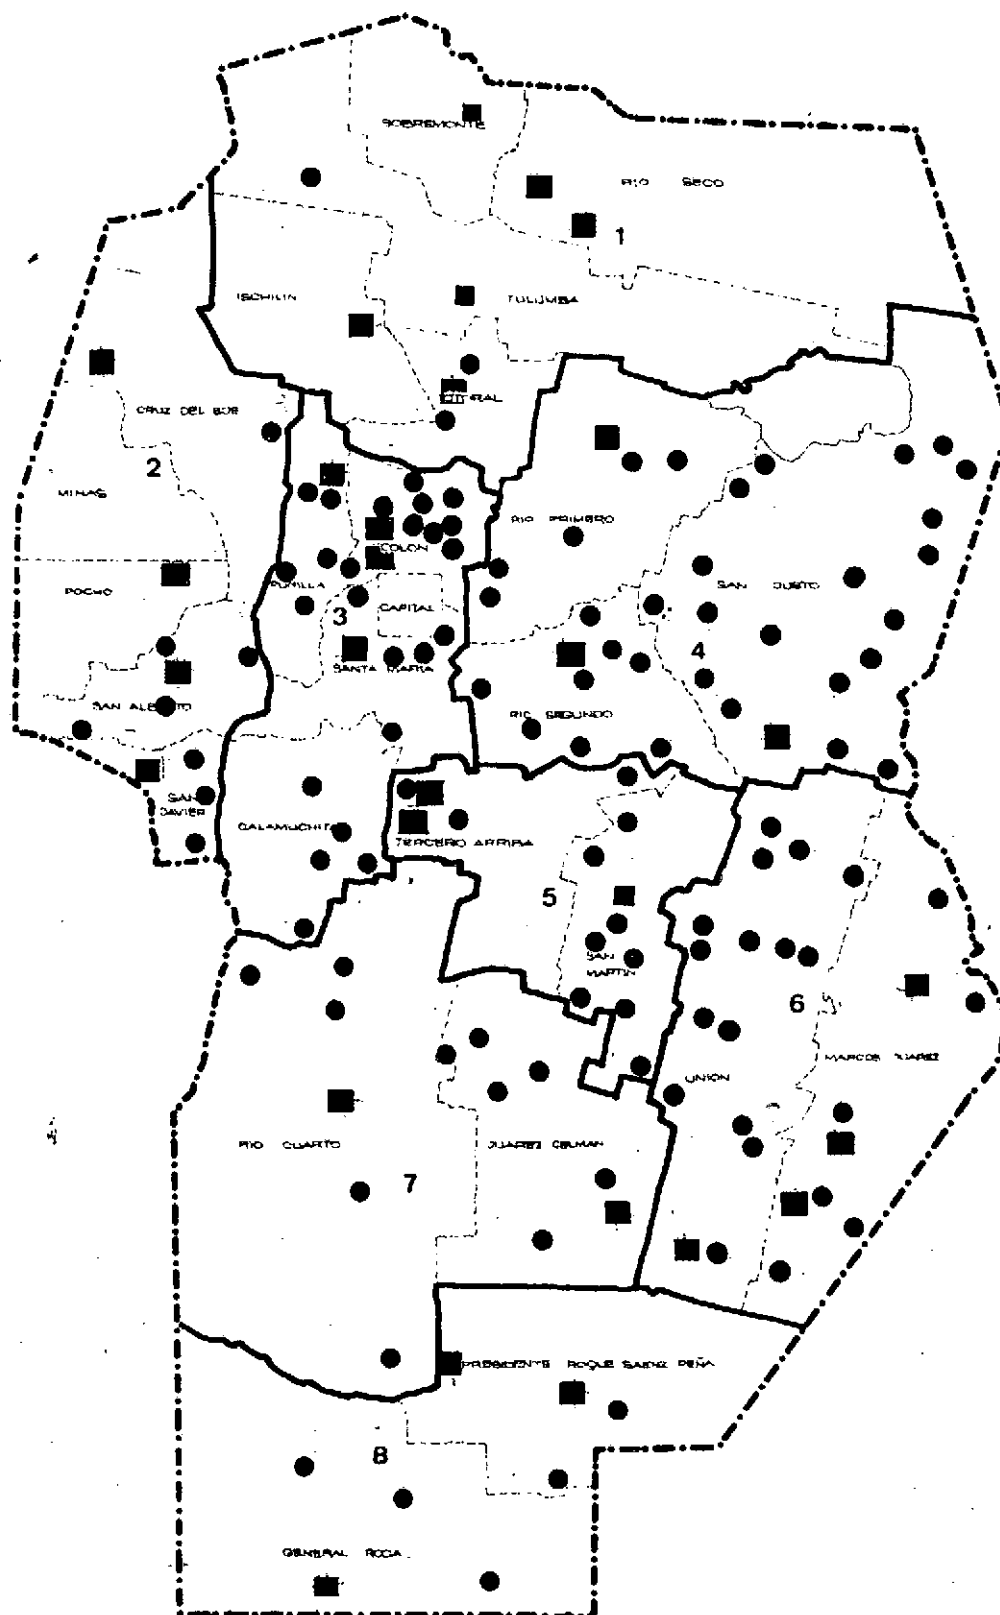 SOBREMONTE
RIO SECO
1
ISCHILIN
TULUMBA
CRUZ DEL EJE
2
MINAS
RIO PRIMERO
COLON
POCHO
PUNILLA
SAN JUSTO
CAPITAL
3
4
SANTA MARIA
SAN ALBERTO
RIO SEGUNDO
SAN
JAVIER
CALAMUCHITA
TERCERO ARRIBA
5
SAN
MARTIN
6
MARCOS JUAREZ
UNION
RIO CUARTO
JUAREZ CELMAN
7
PRESIDENTE ROQUE SAENZ PEÑA
8
GENERAL ROCA